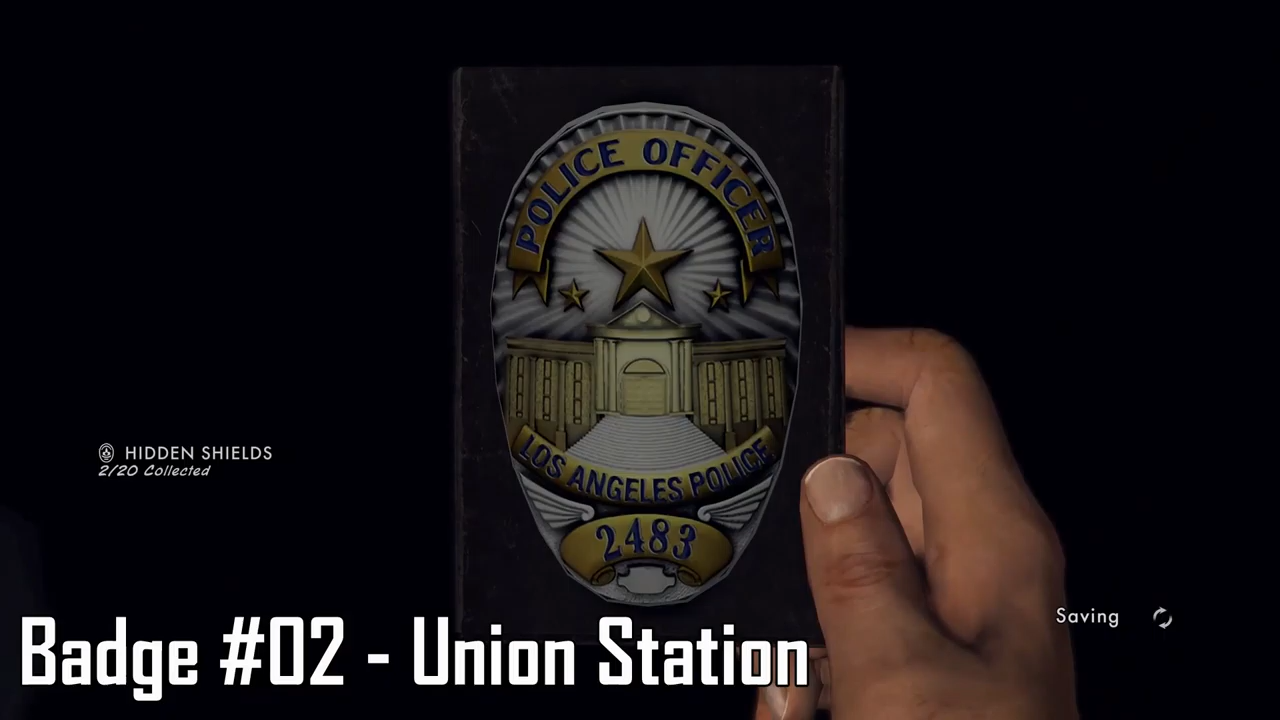 POLICE OFFICER
HIDDEN SHIELDS
2/20 Collected
LOS ANGELES POLICE
2483
Saving
Badge #02 - Union Station